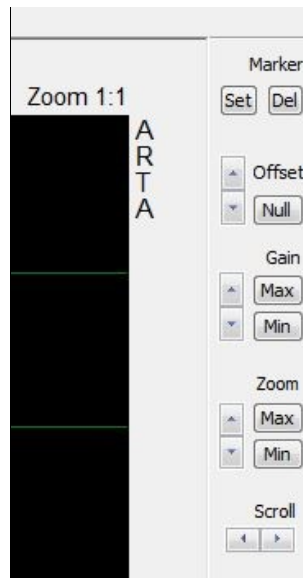 Zoom 1:1
A
R
T
A
Marker
Set Del
Offset
Null
Gain
Max
Min
Zoom
Max
Min
Scroll